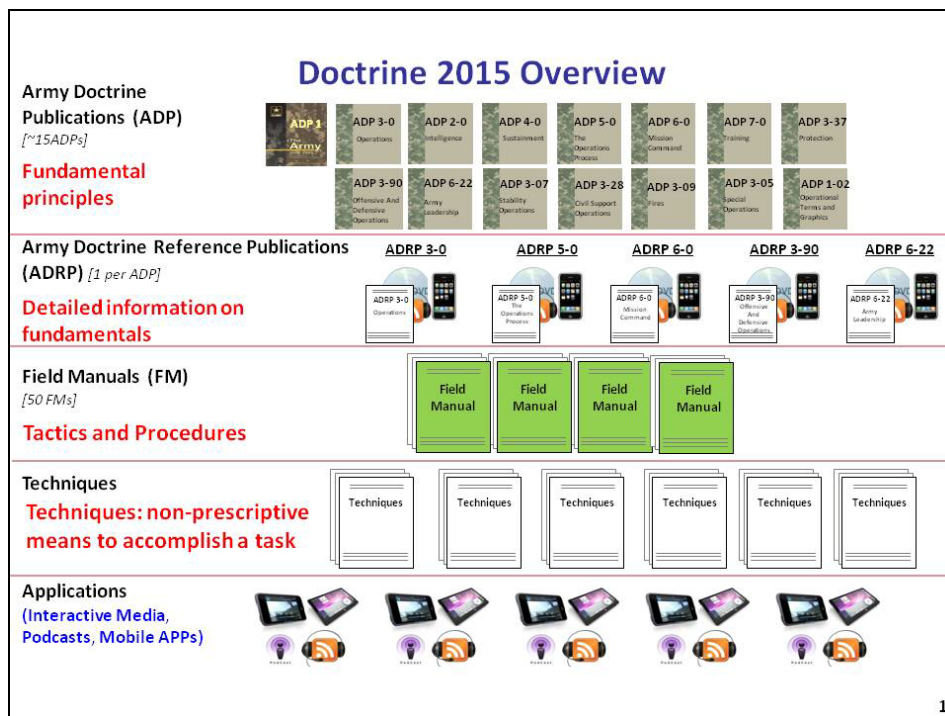 Doctrine 2015 Overview
Army Doctrine
Publications (ADP)
[~15ADPs]
Fundamental
principles
ADP 1
Army
ADP 3-0
Operations
ADP 2-0
Intelligence
ADP 4-0
Sustainment
ADP 5-0
The
Operations
Process
ADP 6-0
Mission
Command
ADP 7-0
Training
ADP 3-37
Protection
ADP 3-90
Offensive And
Defensive
Operations
ADP 6-22
Army
Leadership
ADP 3-07
Stability
Operations
ADP 3-28
Civil Support
Operations
ADP 3-09
Fires
ADP 3-05
Special
Operations
ADP 1-02
Operational
Terms and
Graphics
Army Doctrine Reference Publications
(ADRP) [1 per ADP]
Detailed information on
fundamentals
ADRP 3-0
ADRP 5-0
ADRP 6-0
ADRP 3-90
ADRP 6-22
ADRP 3-0
Operations
ADRP 5-0
The
Operations
Process
ADRP 6-0
Mission
Command
ADRP 3-90
Offensive
And
Defensive
Operations
ADRP 6-22
Army
Leadership
Field Manuals (FM)
[50 FMs]
Tactics and Procedures
Field
Manual
Field
Manual
Field
Manual
Field
Manual
Techniques
Techniques: non-prescriptive
means to accomplish a task
Techniques
Techniques
Techniques
Techniques
Techniques
Techniques
Applications
(Interactive Media,
Podcasts, Mobile APPs)
1